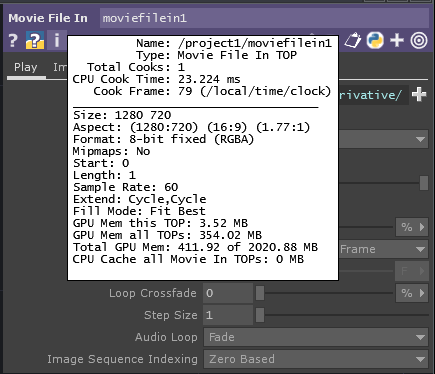 Movie File In moviefilein1
? ? i
Name: /project1/moviefilein1
Type: Movie File In TOP
Total Cooks: 1
CPU Cook Time: 23.224 ms
Cook Frame: 79 (/local/time/clock)
Play Im
Size: 1280 720
Aspect: (1280:720) (16:9) (1.77:1)
Format: 8-bit fixed (RGBA)
Mipmaps: No
Start: 0
Length: 1
Sample Rate: 60
Extend: Cycle,Cycle
Fill Mode: Fit Best
GPU Mem this TOP: 3.52 MB
GPU Mem all TOPs: 354.02 MB
Total GPU Mem: 411.92 of 2020.88 MB
CPU Cache all Movie In TOPs: 0 MB
rivative/
%
Frame
F
Loop Crossfade 0 %
Step Size 1
Audio Loop Fade
Image Sequence Indexing Zero Based